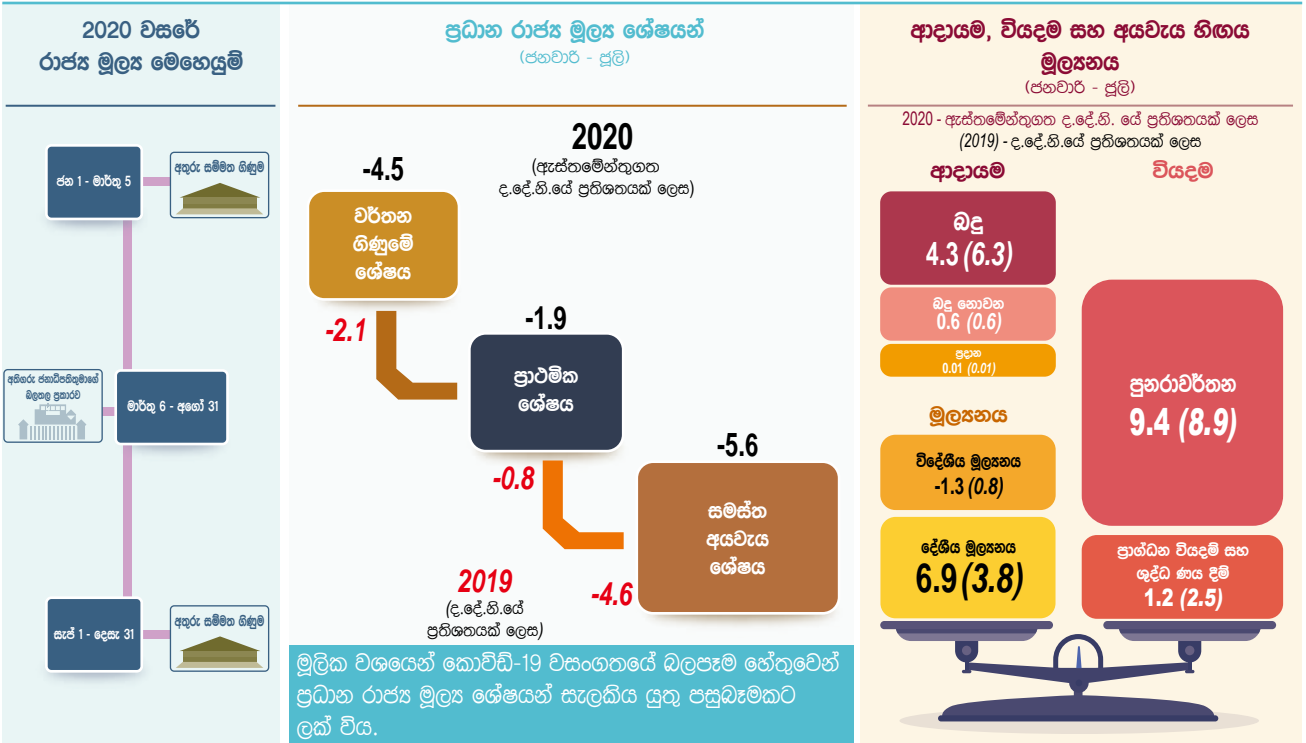 2020 වසරේ
රාජ්‍ය මූල්‍ය මෙහෙයුම්
ජන 1 - මාර්තු 5
අතුරු සම්මත ගිණුම
අතිගරු ජනාධිපතිතුමාගේ
බලතල ප්‍රකාරව
මාර්තු 6 - අගෝ 31
සැප් 1 - දෙසැ 31
අතුරු සම්මත ගිණුම
ප්‍රධාන රාජ්‍ය මූල්‍ය ශේෂයන්
(ජනවාරි - ජූලි)
2020
(ඇස්තමේන්තුගත
ද.දේ.නි.යේ ප්‍රතිශතයක් ලෙස)
-4.5
වර්තන
ගිණුමේ
ශේෂය
-2.1
-1.9
ප්‍රාථමික
ශේෂය
-0.8
-5.6
සමස්ත
අයවැය
ශේෂය
-4.6
2019
(ද.දේ.නි.යේ
ප්‍රතිශතයක් ලෙස)
මූලික වශයෙන් කොවිඩ්-19 වසංගතයේ බලපෑම හේතුවෙන්
ප්‍රධාන රාජ්‍ය මූල්‍ය ශේෂයන් සැලකිය යුතු පසුබෑමකට
ලක් විය.
ආදායම, වියදම සහ අයවැය හිඟය
මූල්‍යනය
(ජනවාරි - ජූලි)
2020 - ඇස්තමේන්තුගත ද.දේ.නි. යේ ප්‍රතිශතයක් ලෙස
(2019) - ද.දේ.නි.යේ ප්‍රතිශතයක් ලෙස
ආදායම
බදු
4.3 (6.3)
බදු නොවන
0.6 (0.6)
ප්‍රදාන
0.01 (0.01)
මූල්‍යනය
විදේශීය මූල්‍යනය
-1.3 (0.8)
දේශීය මූල්‍යනය
6.9 (3.8)
වියදම
පුනරාවර්තන
9.4 (8.9)
ප්‍රාග්ධන වියදම් සහ
ශුද්ධ ණය දීම්
1.2 (2.5)